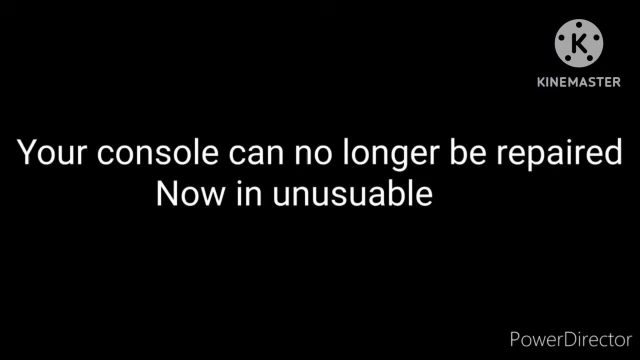 KINEMASTER
Your console can no longer be repaired
Now in unusuable
PowerDirector